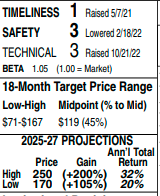 TIMELINESS 1 Raised 5/7/21
SAFETY 3 Lowered 2/18/22
TECHNICAL 3 Raised 10/21/22
BETA 1.05 (1.00 = Market)
18-Month Target Price Range
Low-High Midpoint (% to Mid)
$71-$167 $119 (45%)
2025-27 PROJECTIONS
Ann'l Total
Price Gain Return
High 250 (+200%) 32%
Low 170 (+105%) 20%